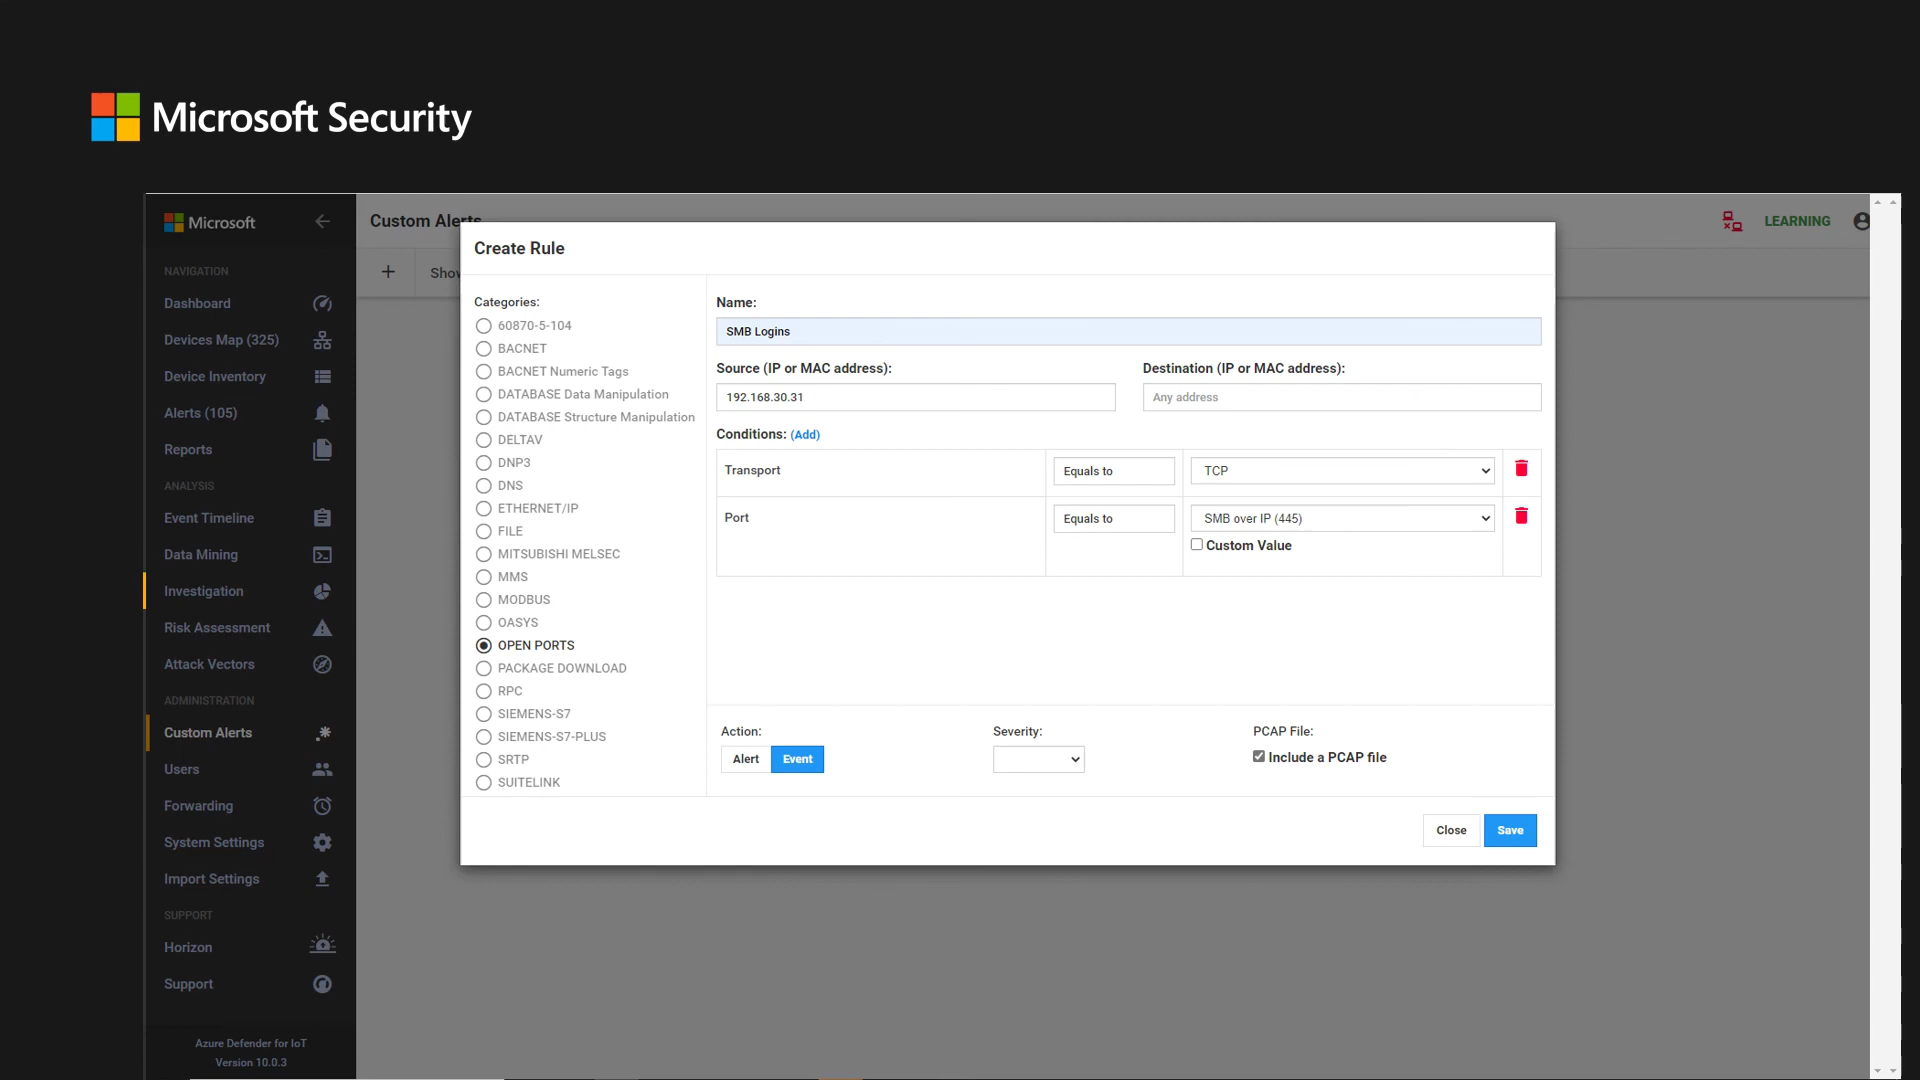 Microsoft Security
Microsoft
NAVIGATION
Dashboard
Devices Map (325)
Device Inventory
Alerts (105)
Reports
ANALYSIS
Event Timeline
Data Mining
Investigation
Risk Assessment
Attack Vectors
ADMINISTRATION
Custom Alerts
Users
Forwarding
System Settings
Import Settings
SUPPORT
Horizon
Support
Azure Defender for IoT
Version 10.0.3
Custom Alerts
LEARNING
+ Show
Create Rule
Categories:
60870-5-104
BACNET
BACNET Numeric Tags
DATABASE Data Manipulation
DATABASE Structure Manipulation
DELTAV
DNP3
DNS
ETHERNET/IP
FILE
MITSUBISHI MELSEC
MMS
MODBUS
OASYS
OPEN PORTS
PACKAGE DOWNLOAD
RPC
SIEMENS-S7
SIEMENS-S7-PLUS
SRTP
SUITELINK
Name:
SMB Logins
Source (IP or MAC address): Destination (IP or MAC address):
192.168.30.31 Any address
Conditions: (Add)
Transport Equals to TCP
Port Equals to SMB over IP (445)
Custom Value
Action: Severity: PCAP File:
Alert Event Include a PCAP file
Close Save